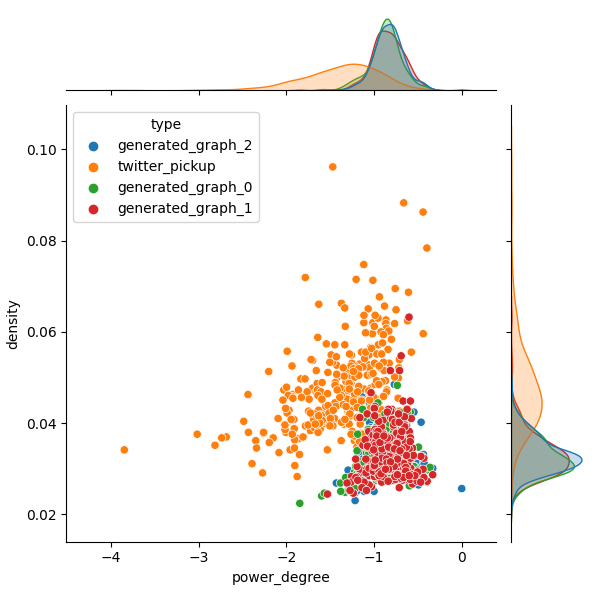 type
generated_graph_2
twitter_pickup
generated_graph_0
generated_graph_1
0.10
0.08
0.06
0.04
0.02
density
−4
−3
−2
−1
0
power_degree